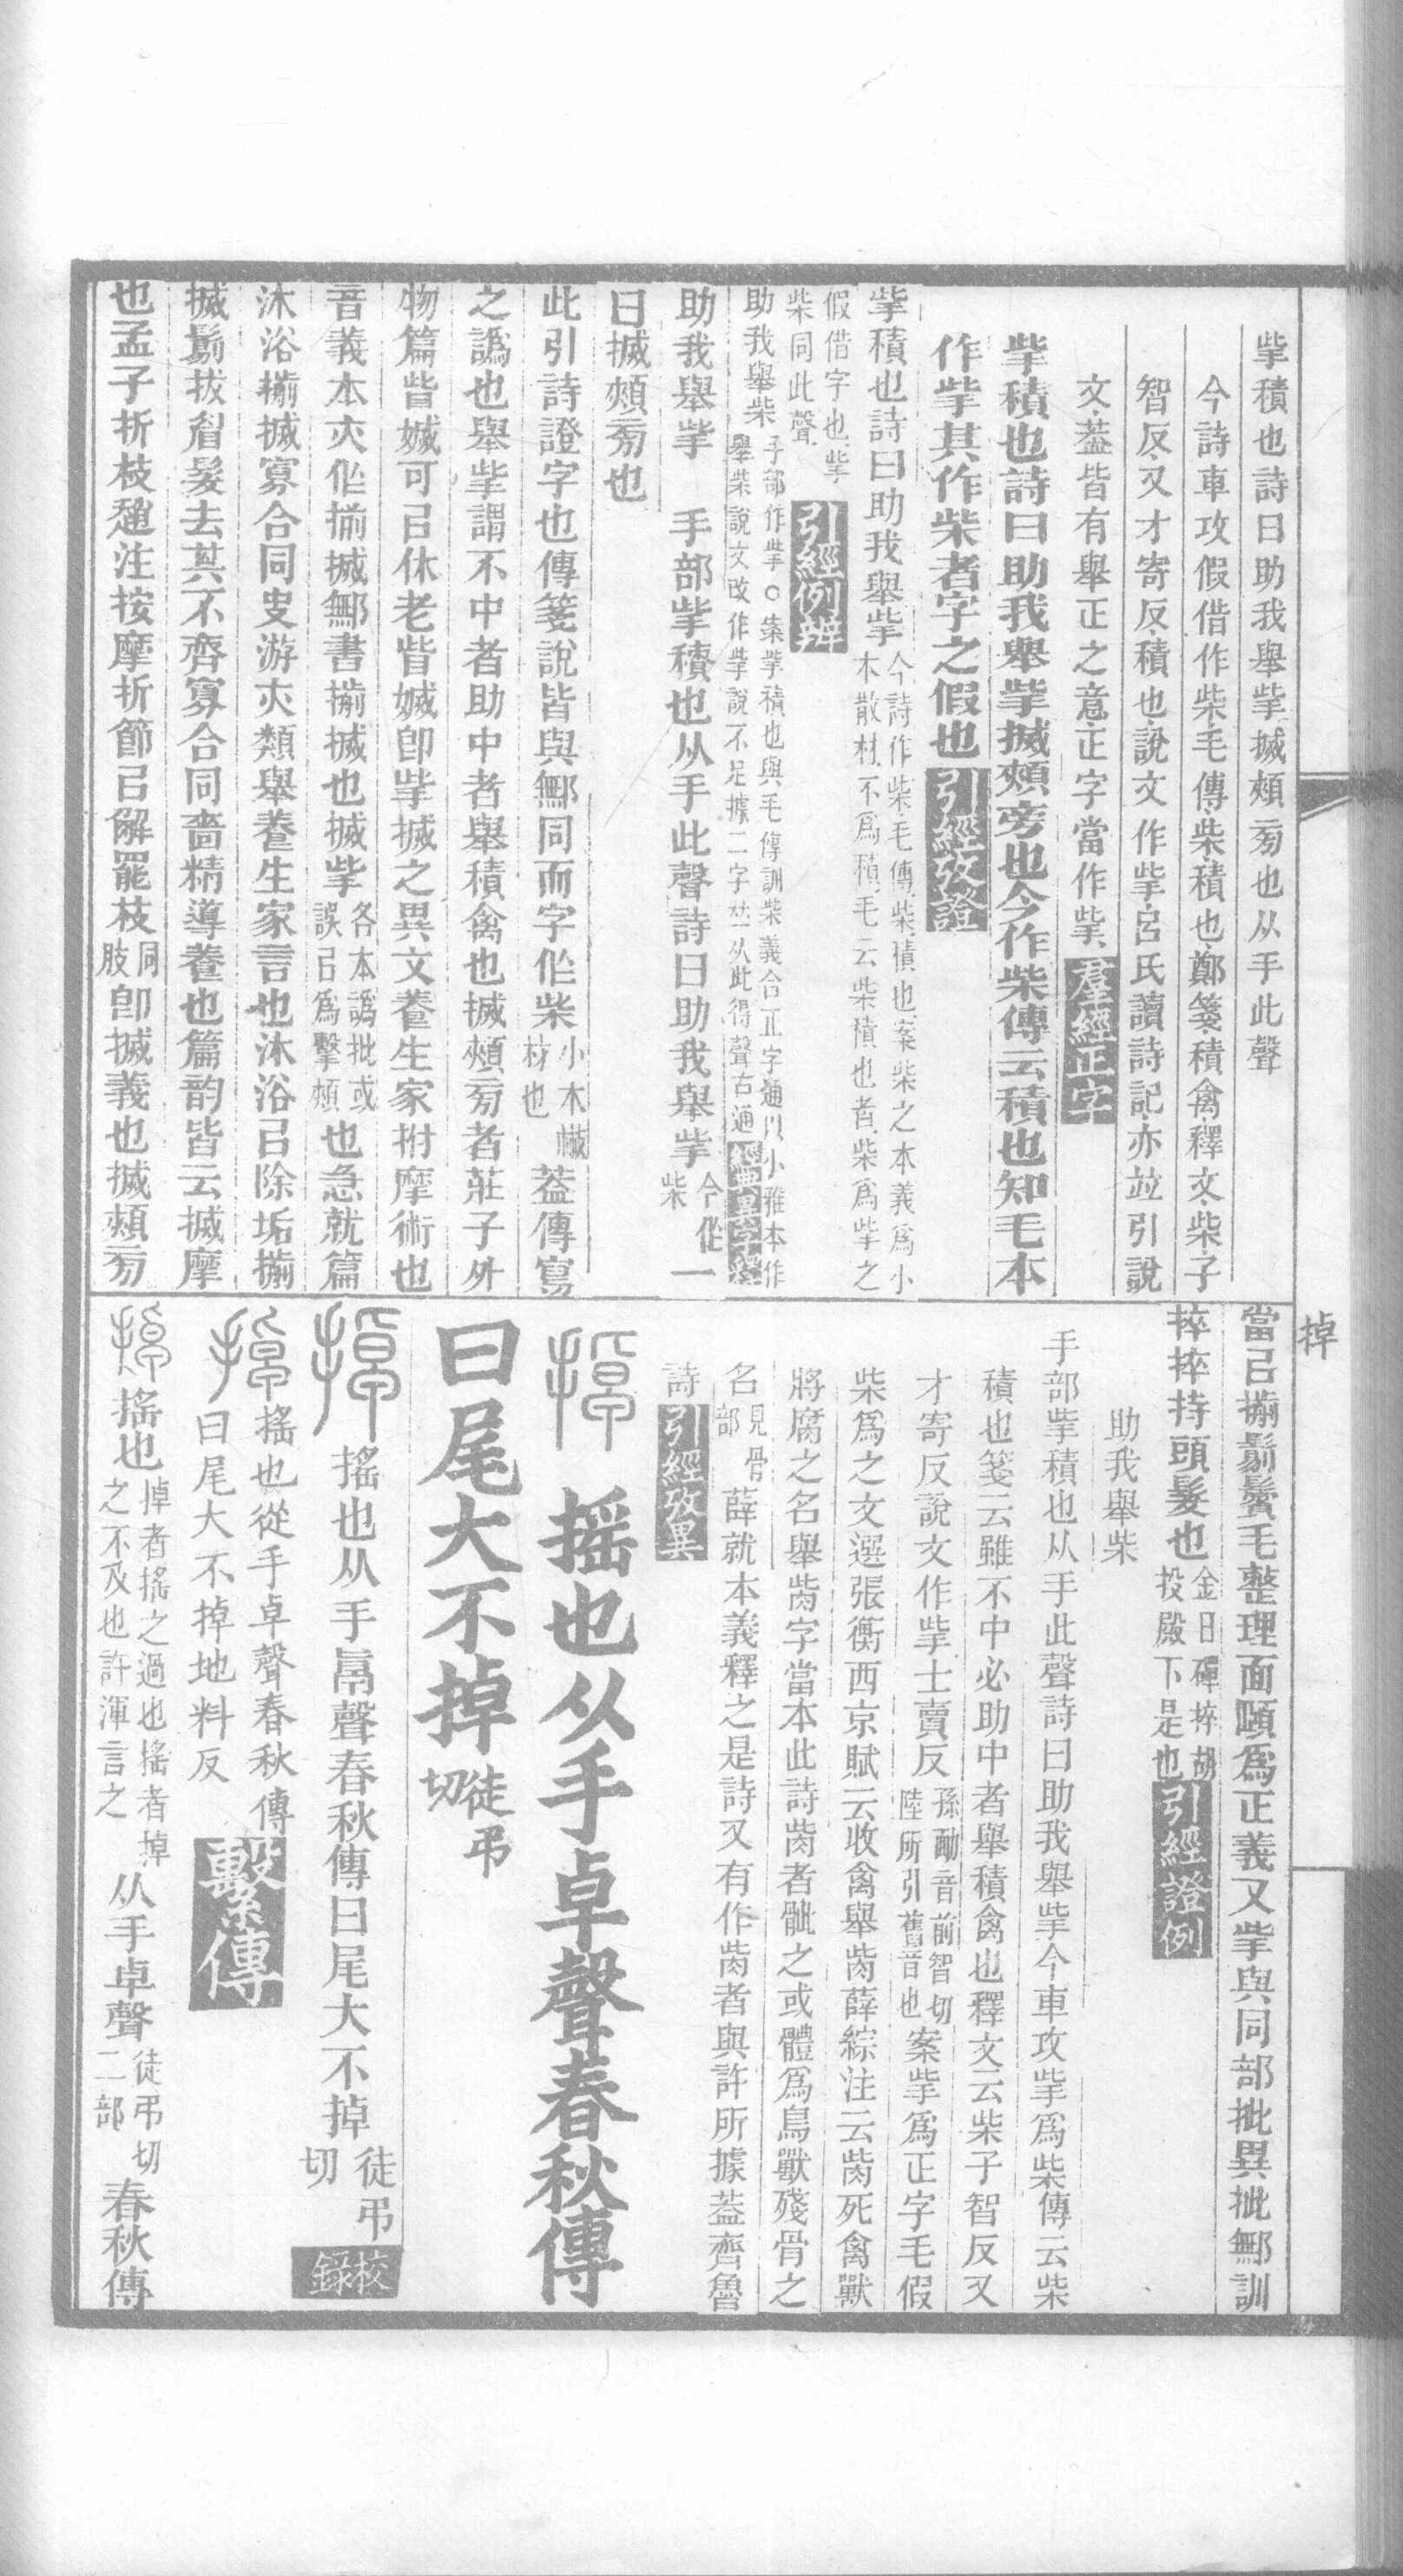 掌積也詩曰助我舉掌搣頰㫄也从手此聲
今詩車攻假借作柴毛傳柴積也鄭箋積禽釋文柴子
智反又才寄反積也說文作掌呂氏讀詩記亦竝引說
文葢皆有舉正之意正字當作掌羣經正字
掌積也詩曰助我舉掌搣頰旁也今作柴傳云積也知毛本
作掌其作柴者字之假也引經攷證
掌積也詩曰助我舉掌
今詩作柴毛傳柴積也案柴之本義爲小
木散材不爲積毛云柴積也者柴爲掌之
假借字也掌
柴同此聲
引經例辨
助我舉柴
手部作掌○案掌積也與毛傳訓柴義合正字通以小雅本作
舉柴說文改作掌說不足據二字竝从此得聲古通
助我舉掌 手部掌積也从手此聲詩曰助我舉掌
今作
柴
一
曰搣頰㫄也
此引詩證字也傳箋說皆與鄦同而字作柴
小木
材也
葢傳寫
之譌也舉掌謂不中者助中者舉積禽也搣頰㫄者莊子外
物篇眥媙可㠯休老眥媙卽掌搣之異文養生家拊摩術也
音義本亦作揃搣鄦書揃搣也搣掌
各本譌批或
誤㠯爲擊頰
也急就篇
沐浴揃搣寡合同史游亦類舉養生家言也沐浴㠯除垢揃
搣鬍拔眉髮去其不齊寡合同嗇精導養也篇韵皆云搣摩
也孟子折枝趙注按摩折節㠯解罷枝
同
肢
卽搣義也搣頰㫄
掉
當㠯揃鬍鬢毛整理面頤爲正義又掌與同部批異批鄦訓
捽捽持頭髮也
金日磾捽胡
投殿下是也
引經證例
助我舉柴
手部掌積也从手此聲詩曰助我舉掌今車攻掌爲柴傳云柴
積也箋云雖不中必助中者舉積禽也釋文云柴子智反又
才寄反說文作掌士賣反
孫愐音前智切
陸所引舊音也
案掌爲正字毛假
柴爲之文選張衡西京賦云收禽舉胔薛綜注云胔死禽獸
將腐之名舉胔字當本此詩胔者骴之或體爲鳥獸殘骨之
名
見骨
部
薛就本義釋之是詩又有作胔者與許所據葢齊魯
詩引經攷異
掉 搖也从手卓聲春秋傳
曰尾大不掉
徒弔
切
掉 搖也从手卓聲春秋傳曰尾大不掉
徒弔
切
校錄
掉 搖也從手卓聲春秋傳
曰尾大不掉地料反
繫傳
掉 搖也
掉者搖之過也搖者掉
之不及也許渾言之
从手卓聲
徒弔切
二部
春秋傳